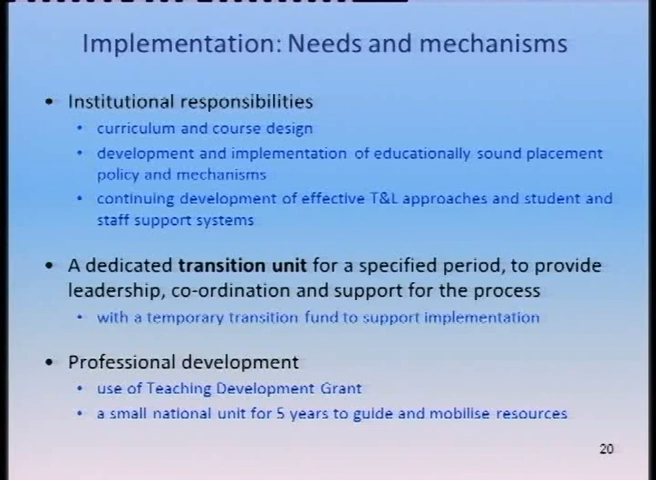 Implementation: Needs and mechanisms
• Institutional responsibilities
• curriculum and course design
• development and implementation of educationally sound placement
policy and mechanisms
• continuing development of effective T&L approaches and student and
staff support systems
• A dedicated transition unit for a specified period, to provide
leadership, co-ordination and support for the process
• with a temporary transition fund to support implementation
• Professional development
• use of Teaching Development Grant
• a small national unit for 5 years to guide and mobilise resources
20